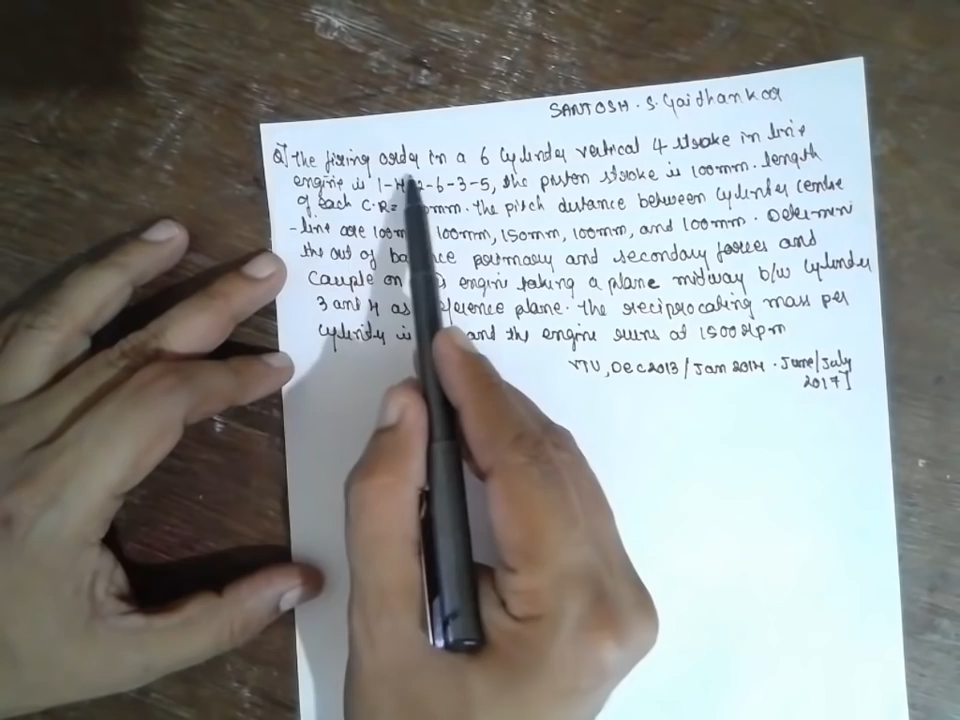 SANTOSH. S. Gaidhankar
Q] The firing order in a 6 cylinder vertical 4 stroke in line
engine is 1-4-2-6-3-5, the piston stroke is 100mm. length
of each C.R = mm. The pitch distance between cylinder centre
-line are 100m 100mm, 150mm, 100mm, and 100mm. Determine
the out of ba ce primary and secondary forces and
Couple on engine taking a plane midway b/w cylinder
3 and 4 as reference plane. The reciprocating mass per
cylinder is and the engine runs at 1500 rpm
VTU, Dec 2013/Jan 2014. June/July
2017]